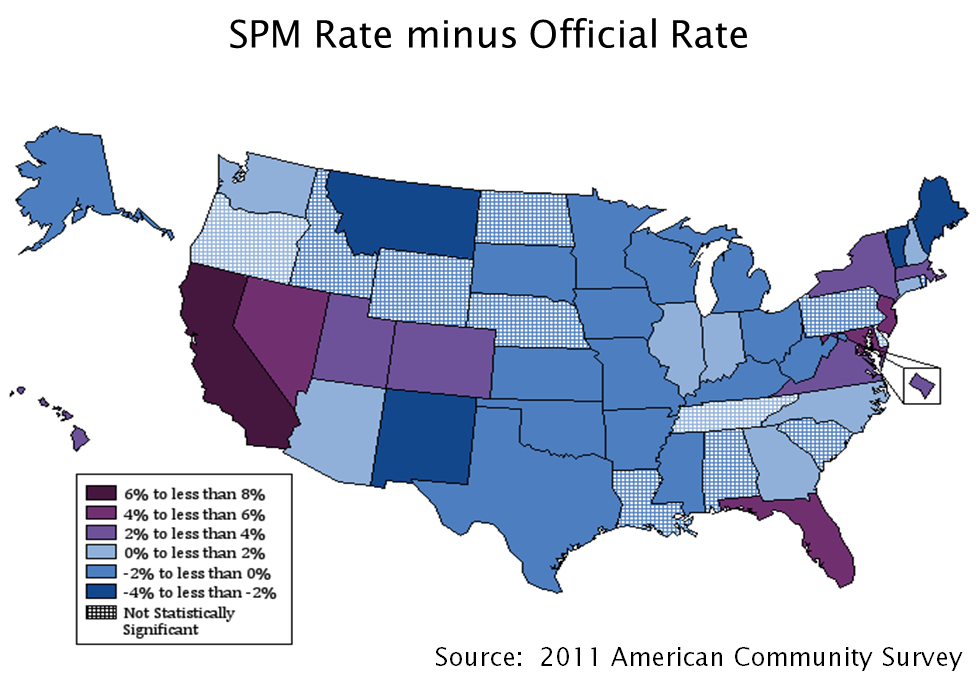 SPM Rate minus Official Rate
6% to less than 8%
4% to less than 6%
2% to less than 4%
0% to less than 2%
-2% to less than 0%
-4% to less than -2%
Not Statistically
Significant
Source:  2011 American Community Survey